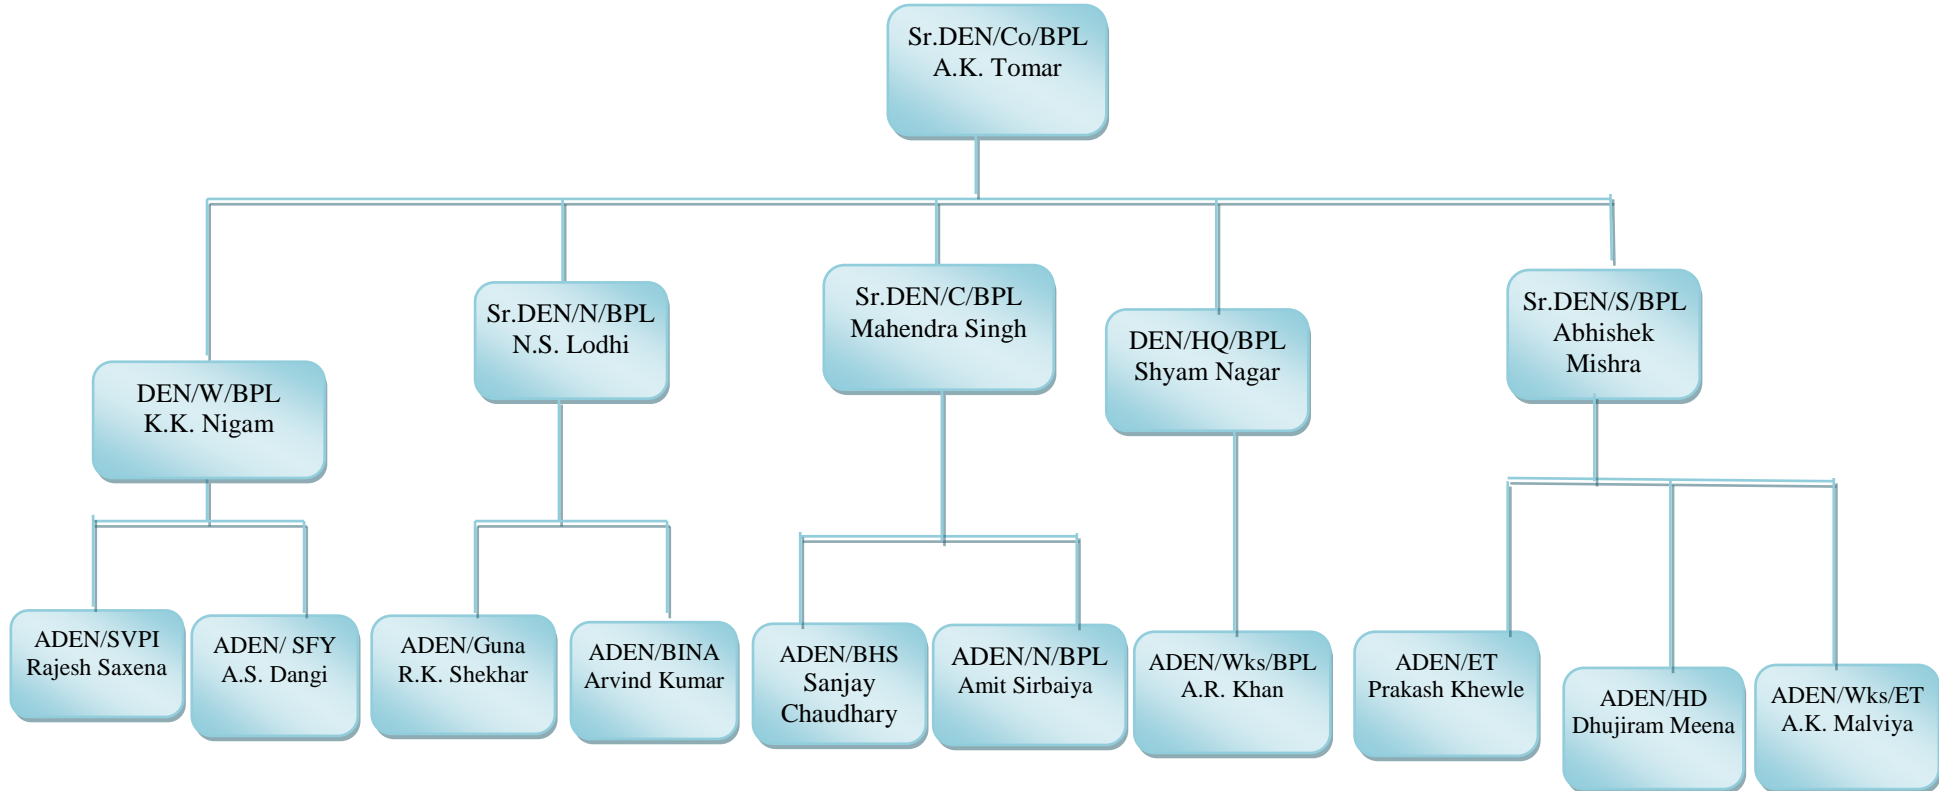 Sr.DEN/Co/BPL
A.K. Tomar
DEN/W/BPL
K.K. Nigam
Sr.DEN/N/BPL
N.S. Lodhi
Sr.DEN/C/BPL
Mahendra Singh
DEN/HQ/BPL
Shyam Nagar
Sr.DEN/S/BPL
Abhishek
Mishra
ADEN/SVPI
Rajesh Saxena
ADEN/ SFY
A.S. Dangi
ADEN/Guna
R.K. Shekhar
ADEN/BINA
Arvind Kumar
ADEN/BHS
Sanjay
Chaudhary
ADEN/N/BPL
Amit Sirbaiya
ADEN/Wks/BPL
A.R. Khan
ADEN/ET
Prakash Khewle
ADEN/HD
Dhujiram Meena
ADEN/Wks/ET
A.K. Malviya